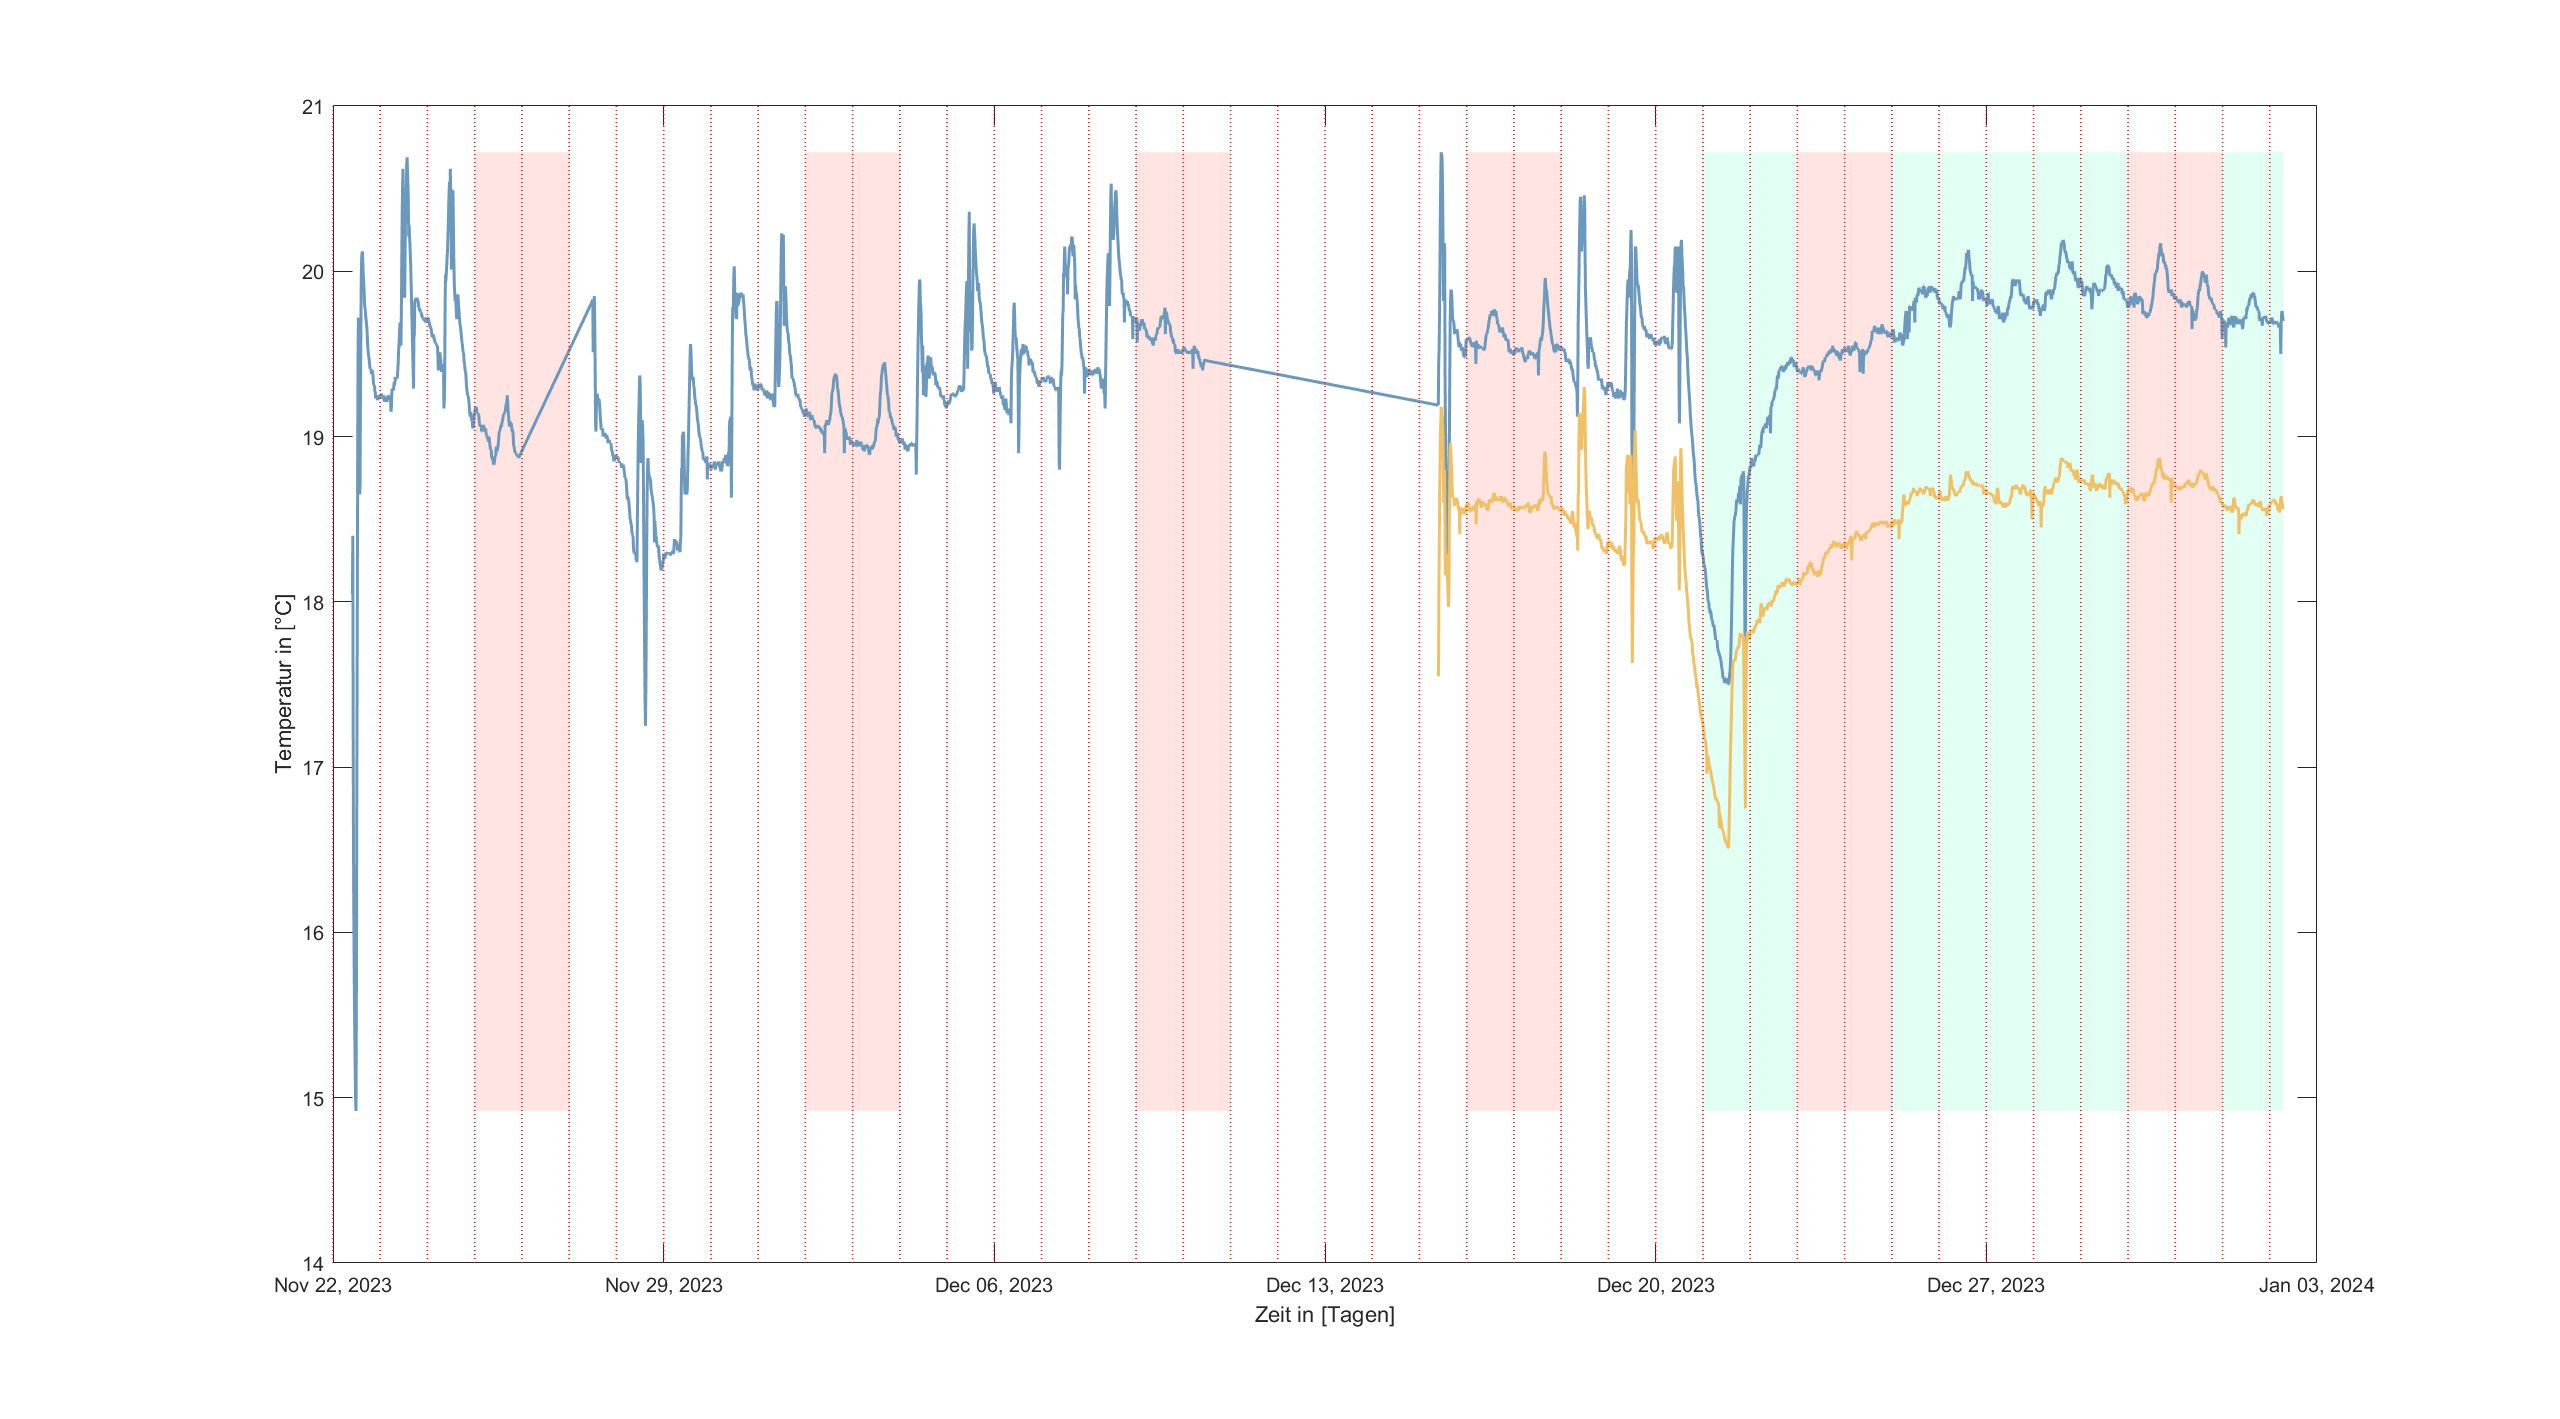 21
20
19
18
17
16
15
14
Temperatur in [°C]
Nov 22, 2023
Nov 29, 2023
Dec 06, 2023
Dec 13, 2023
Dec 20, 2023
Dec 27, 2023
Jan 03, 2024
Zeit in [Tagen]